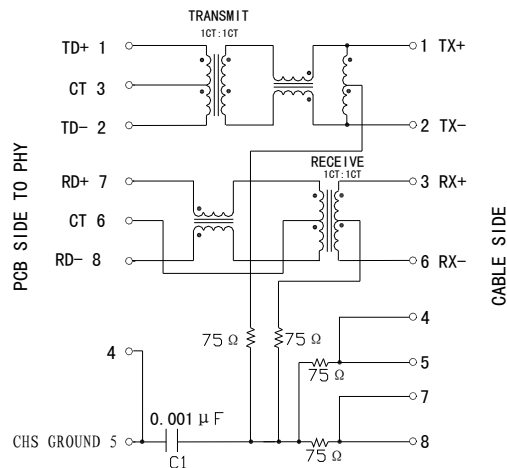 TRANSMIT
1CT:1CT
TD+ 1
1 TX+
CT 3
TD- 2
2 TX-
RECEIVE
1CT:1CT
RD+ 7
3 RX+
CT 6
RD- 8
6 RX-
PCB SIDE TO PHY
CABLE SIDE
4
75 Ω
75 Ω
4
5
75 Ω
7
0.001 μF
CHS GROUND 5
C1
75 Ω
8